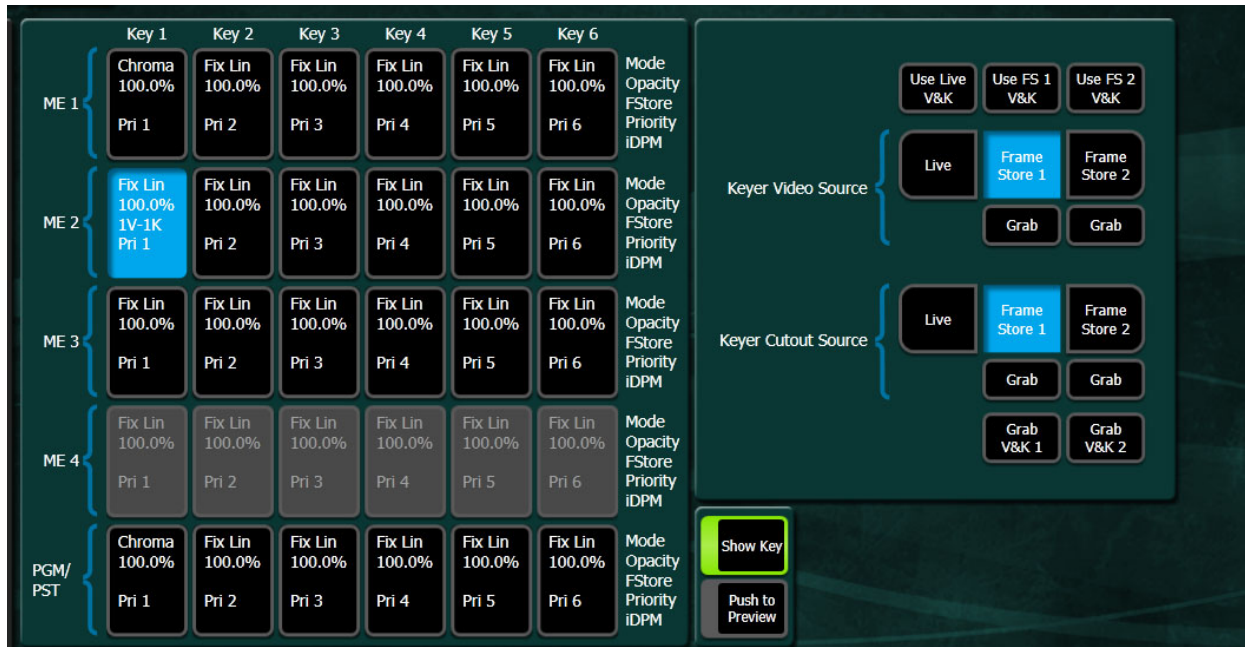 Key 1 Key 2 Key 3 Key 4 Key 5 Key 6
ME 1
Chroma Fix Lin Fix Lin Fix Lin Fix Lin Fix Lin Mode
100.0% 100.0% 100.0% 100.0% 100.0% 100.0% Opacity
FStore
Pri 1 Pri 2 Pri 3 Pri 4 Pri 5 Pri 6 Priority
iDPM
ME 2
Fix Lin Fix Lin Fix Lin Fix Lin Fix Lin Fix Lin Mode
100.0% 100.0% 100.0% 100.0% 100.0% 100.0% Opacity
1V-1K FStore
Pri 1 Pri 2 Pri 3 Pri 4 Pri 5 Pri 6 Priority
iDPM
ME 3
Fix Lin Fix Lin Fix Lin Fix Lin Fix Lin Fix Lin Mode
100.0% 100.0% 100.0% 100.0% 100.0% 100.0% Opacity
FStore
Pri 1 Pri 2 Pri 3 Pri 4 Pri 5 Pri 6 Priority
iDPM
ME 4
Fix Lin Fix Lin Fix Lin Fix Lin Fix Lin Fix Lin Mode
100.0% 100.0% 100.0% 100.0% 100.0% 100.0% Opacity
FStore
Pri 1 Pri 2 Pri 3 Pri 4 Pri 5 Pri 6 Priority
iDPM
PGM/
PST
Chroma Fix Lin Fix Lin Fix Lin Fix Lin Fix Lin Mode
100.0% 100.0% 100.0% 100.0% 100.0% 100.0% Opacity
FStore
Pri 1 Pri 2 Pri 3 Pri 4 Pri 5 Pri 6 Priority
iDPM
Use Live Use FS 1 Use FS 2
V&K V&K V&K
Keyer Video Source
Live
Frame Frame
Store 1 Store 2
Grab Grab
Keyer Cutout Source
Live
Frame Frame
Store 1 Store 2
Grab Grab
Grab Grab
V&K 1 V&K 2
Show Key
Push to
Preview